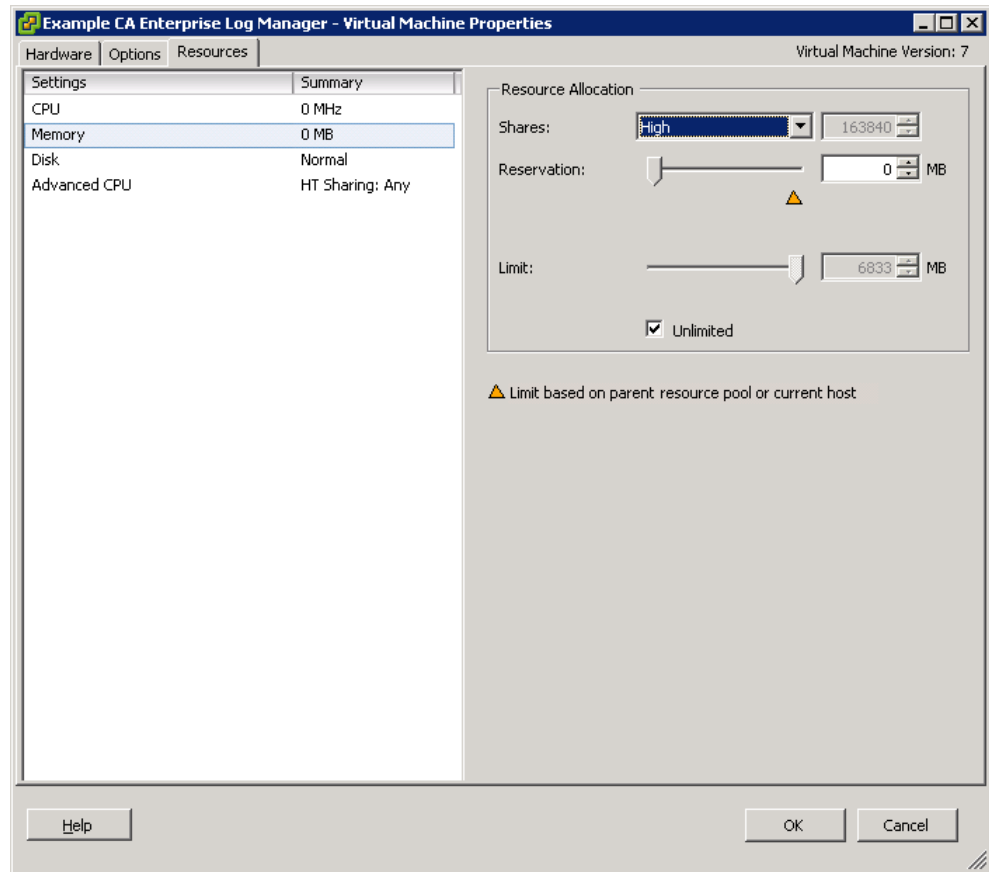 Example CA Enterprise Log Manager - Virtual Machine Properties
Hardware Options Resources Virtual Machine Version: 7
Settings Summary
CPU 0 MHz
Memory 0 MB
Disk Normal
Advanced CPU HT Sharing: Any
Resource Allocation
Shares: High 163840
Reservation: 0 MB
Limit: 6833 MB
Unlimited
Limit based on parent resource pool or current host
Help OK Cancel